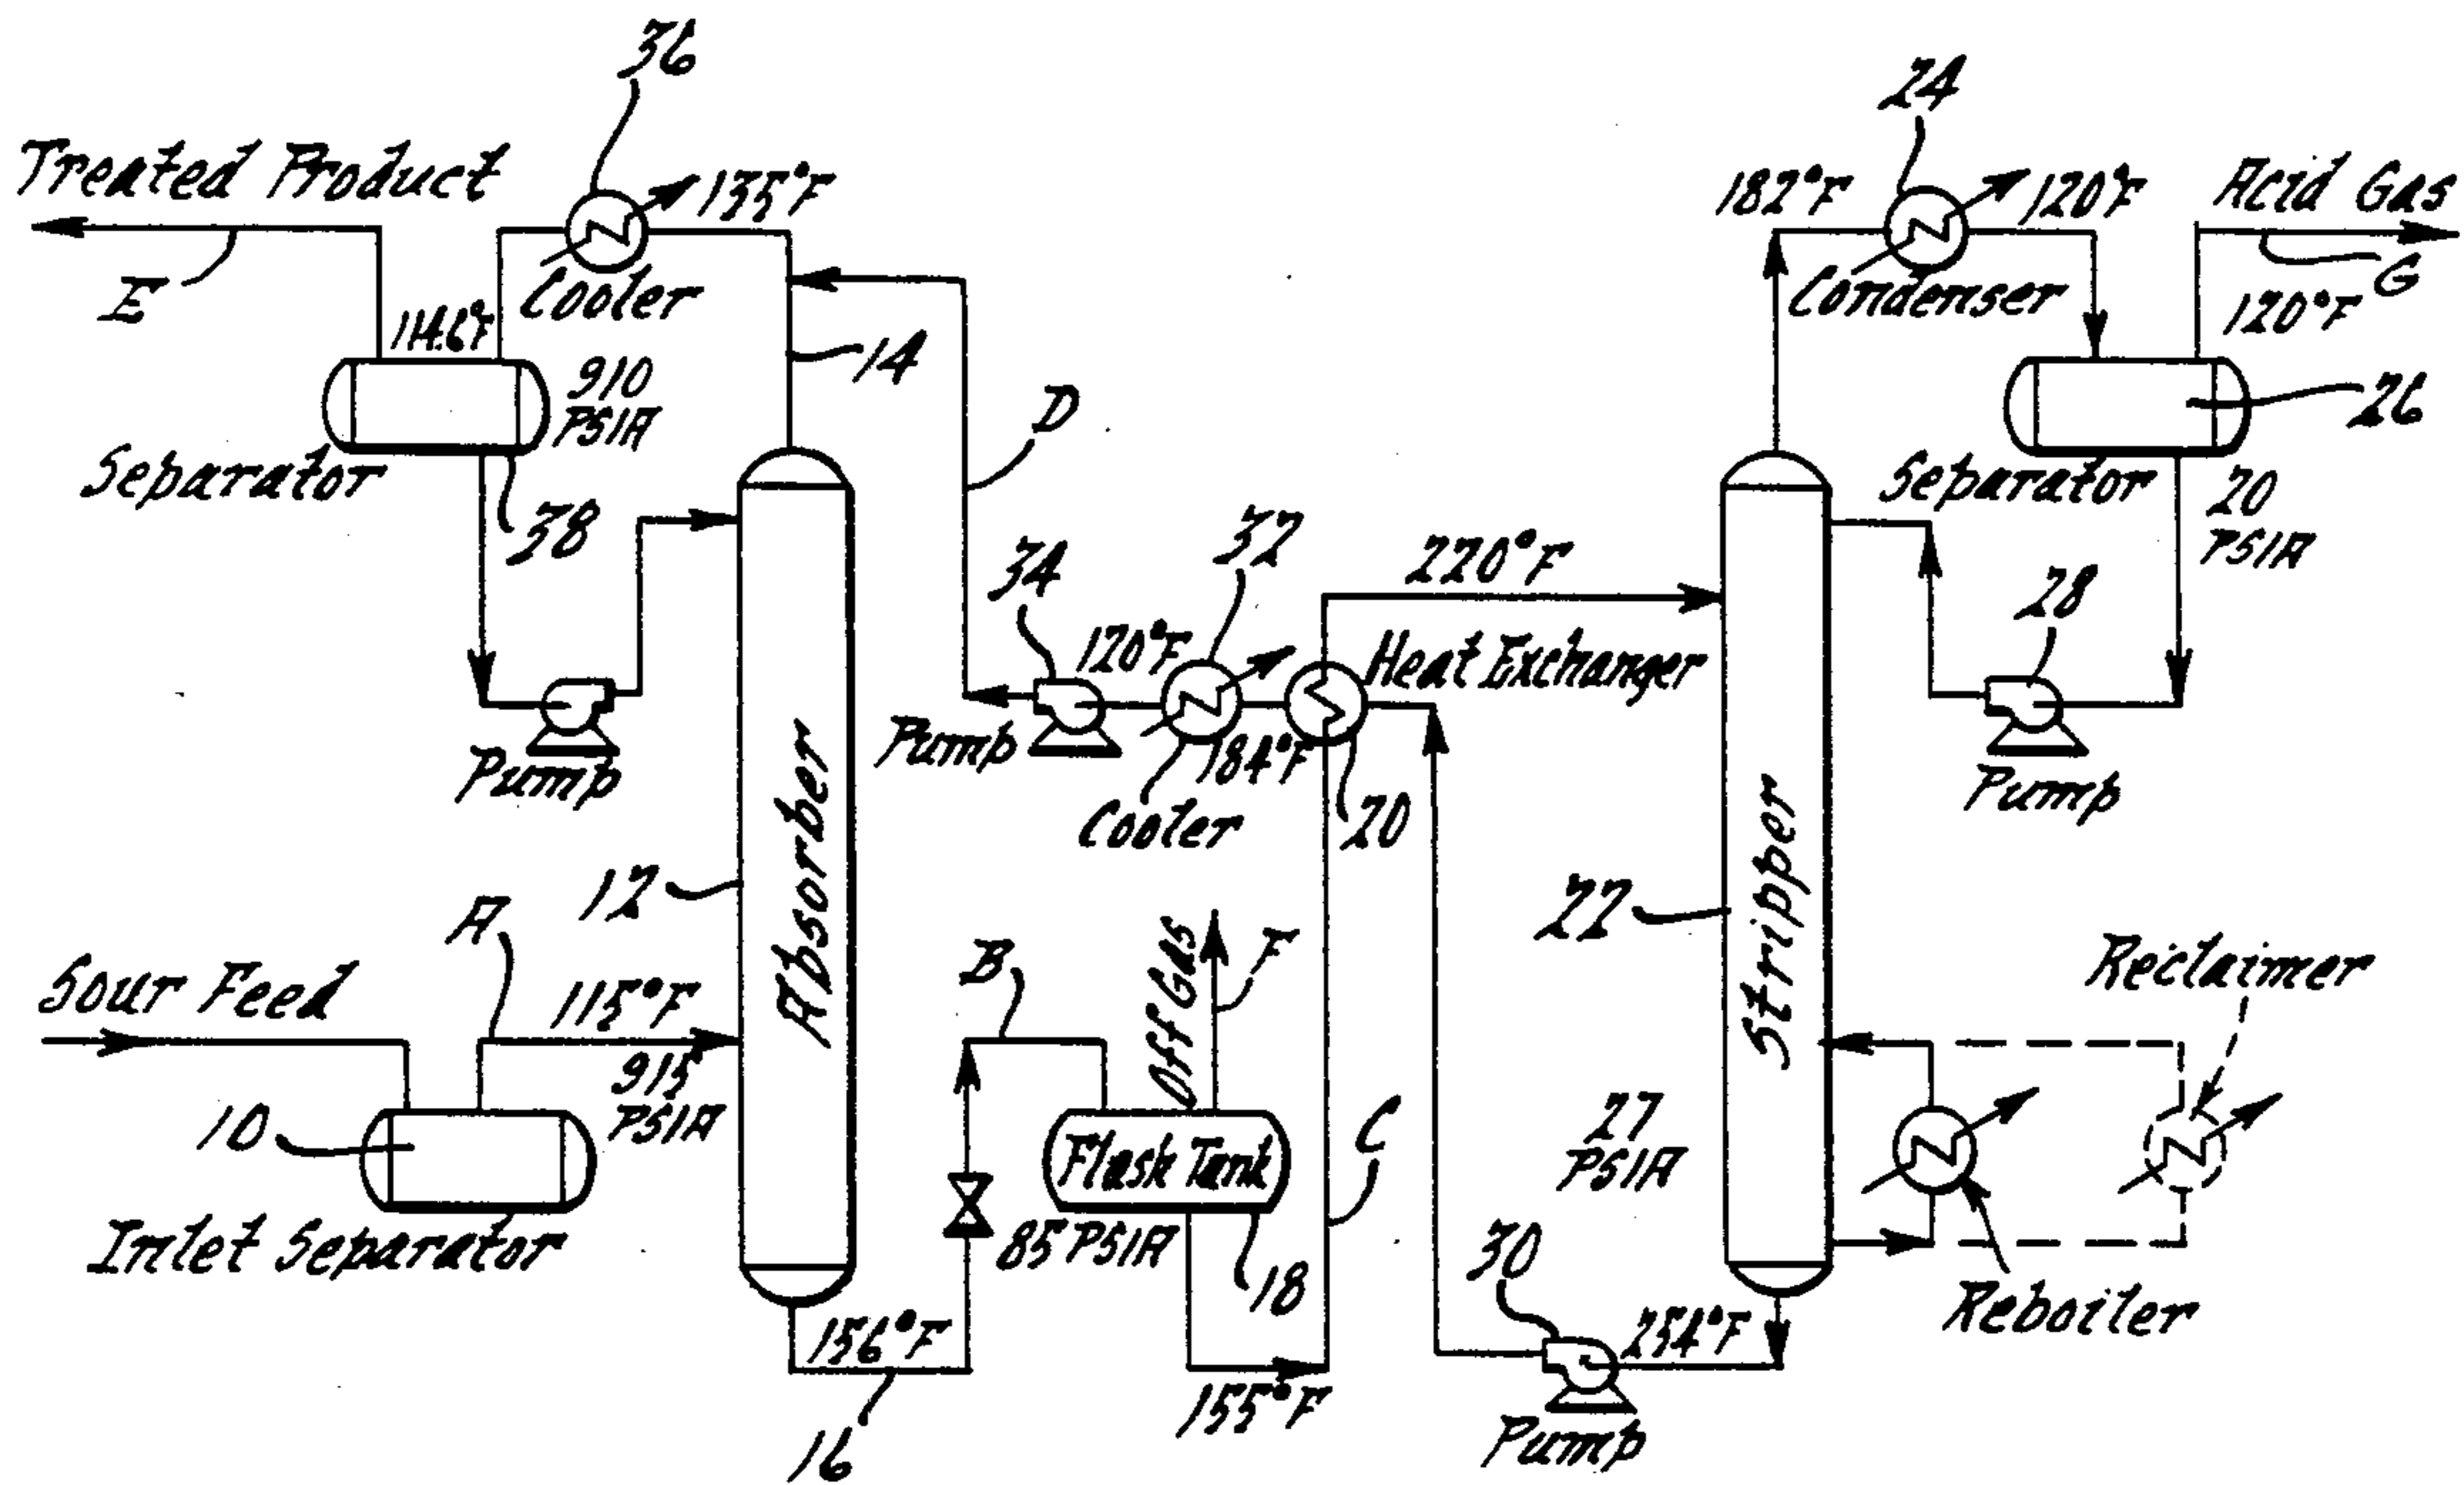 36
24
Treated Product
135°F
182°F
120°F
Acid Gas
E
Cooler
Condenser
G
120°F
114.6°F
910
PSIA
14
D
26
Separator
38
Separator
20
PSIA
34
32
220°F
28
120°F
Heat Exchanger
Pump
Pump
184°F
Cooler
20
Pump
Absorber
Stripper
12
22
A
B
F
Off Gas
Reclaimer
Sour Feed
115°F
915
PSIA
10
Flash Tank
C
27
PSIA
Inlet Separator
85 PSIA
18
30
Reboiler
156°F
254°F
155°F
16
Pump